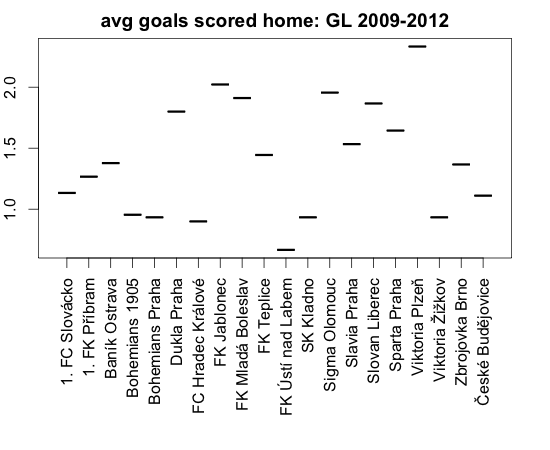 avg goals scored home: GL 2009-2012
2.0
1.5
1.0
1. FC Slovácko
1. FK Příbram
Baník Ostrava
Bohemians 1905
Bohemians Praha
Dukla Praha
FC Hradec Králové
FK Jablonec
FK Mladá Boleslav
FK Teplice
FK Ústí nad Labem
SK Kladno
Sigma Olomouc
Slavia Praha
Slovan Liberec
Sparta Praha
Viktoria Plzeň
Viktoria Žižkov
Zbrojovka Brno
České Budějovice